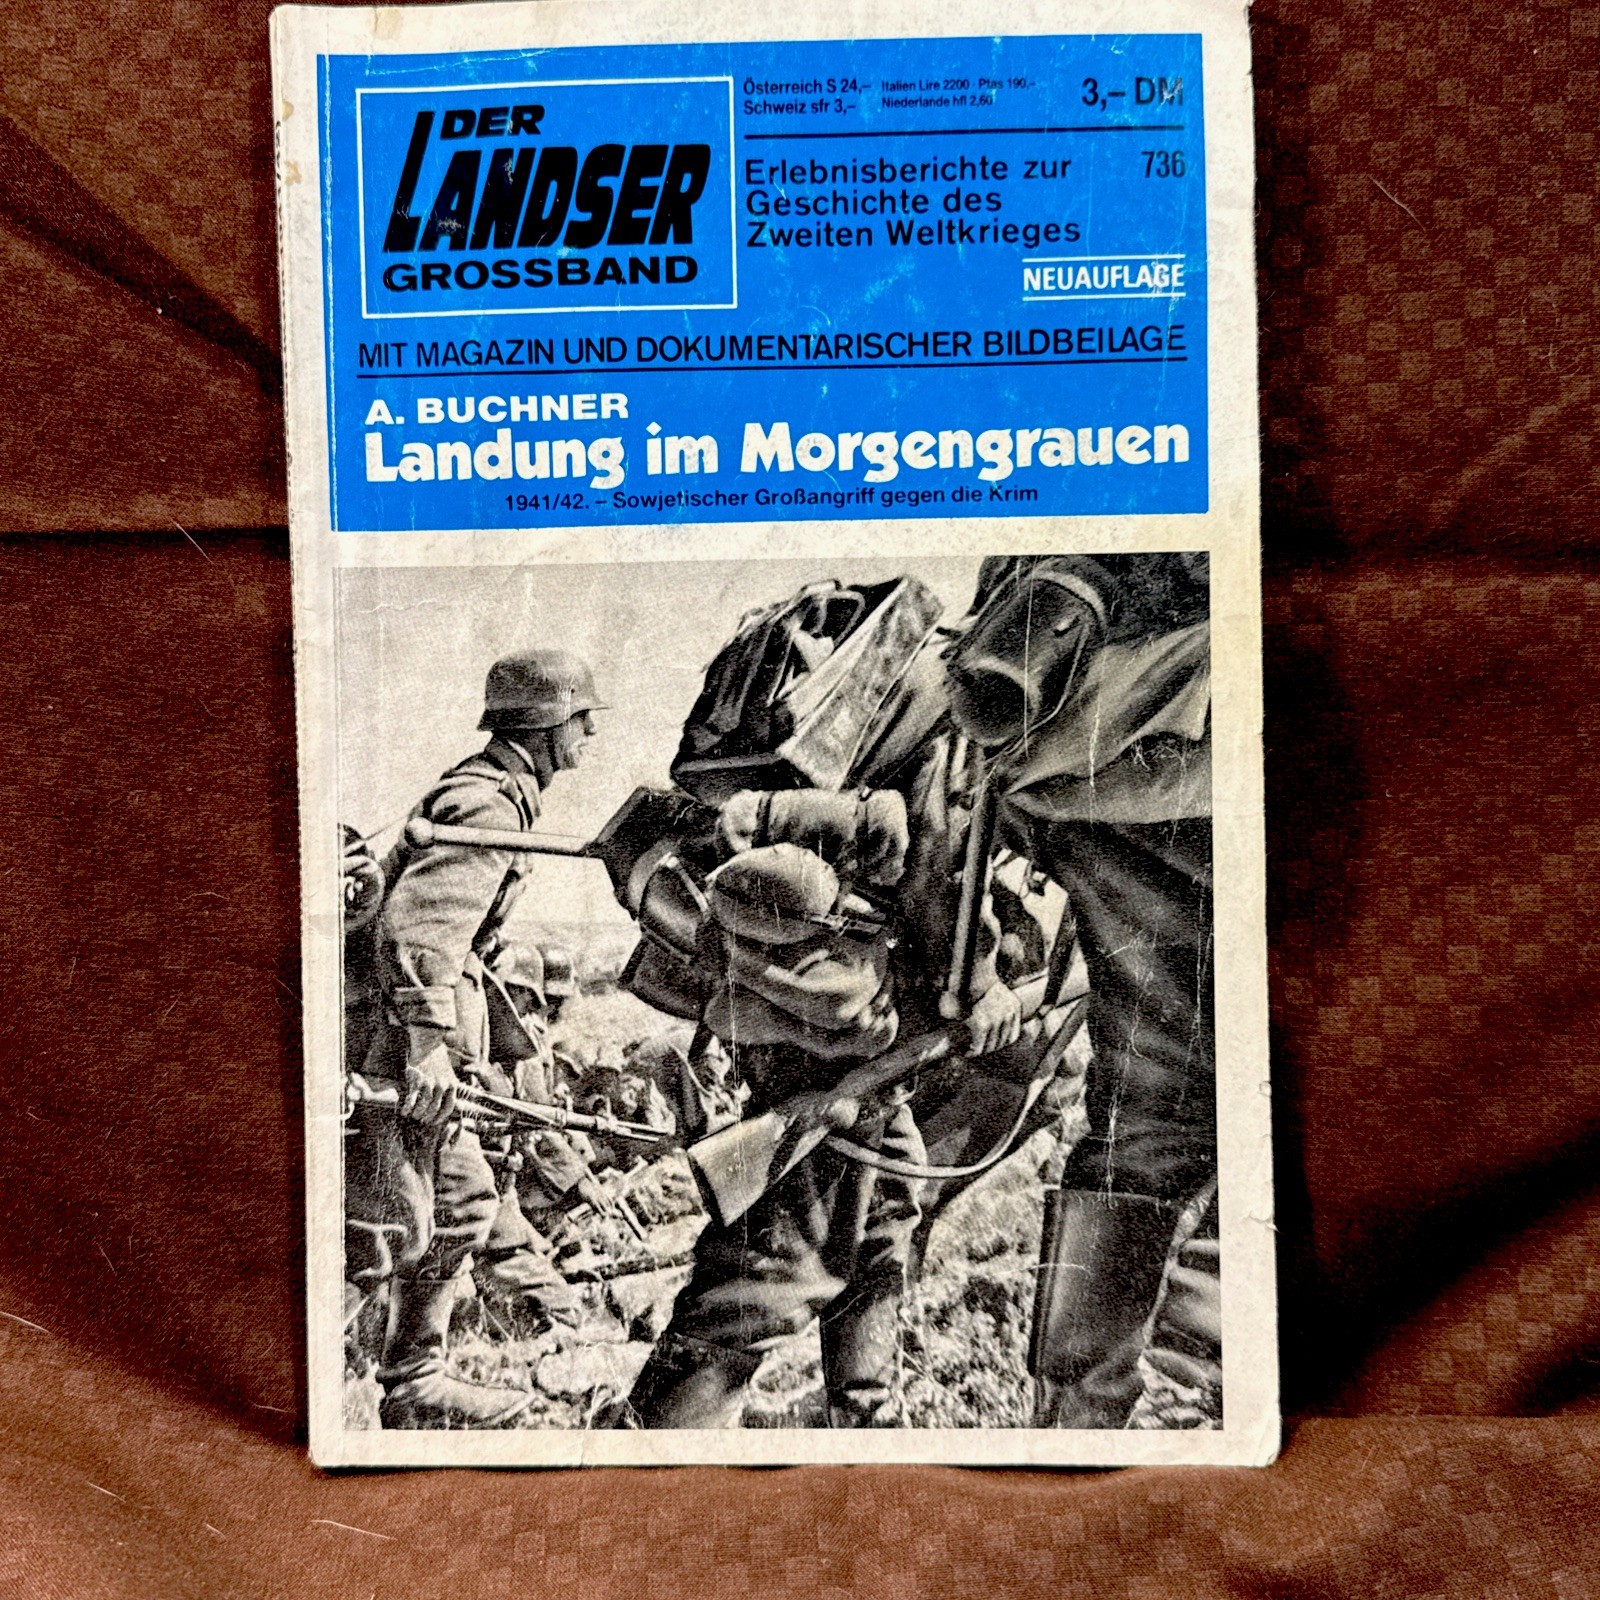 DER
LANDSER
GROSSBAND
Österreich S 24,– Italien Lire 2200 · Ptas 190,–
Schweiz sfr 3,– Niederlande hfl 2,60
3,– DM
Erlebnisberichte zur 736
Geschichte des
Zweiten Weltkrieges
NEUAUFLAGE
MIT MAGAZIN UND DOKUMENTARISCHER BILDBEILAGE
A. BUCHNER
Landung im Morgengrauen
1941/42. – Sowjetischer Großangriff gegen die Krim